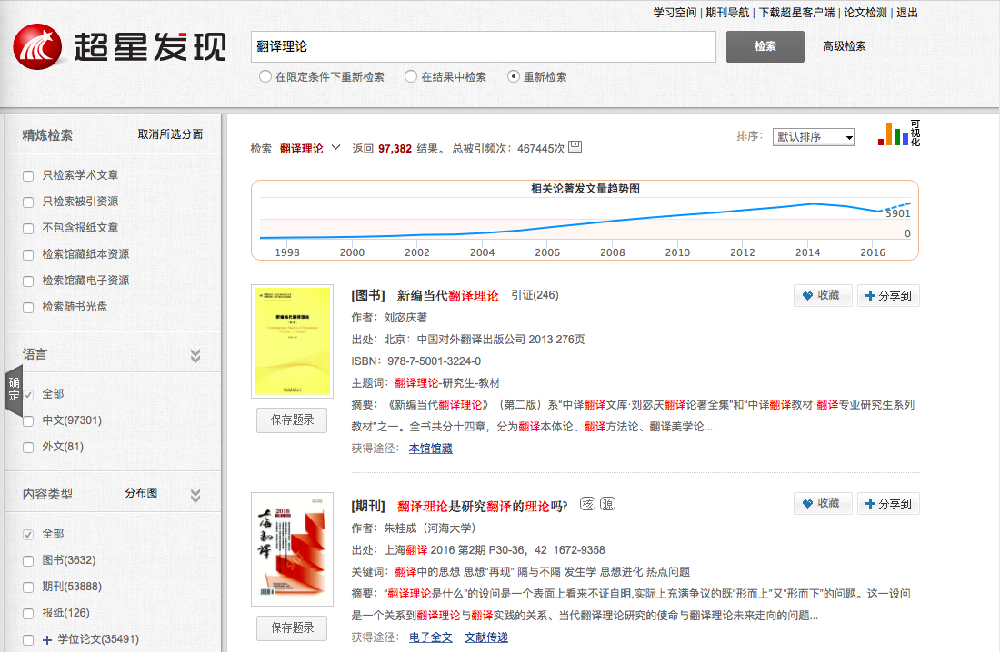 学习空间 | 期刊导航 | 下载超星客户端 | 论文检测 | 退出
超星发现
翻译理论
检索
高级检索
在限定条件下重新检索
在结果中检索
重新检索
精炼检索
取消所选分面
只检索学术文章
只检索被引资源
不包含报纸文章
检索馆藏纸本资源
检索馆藏电子资源
检索随书光盘
语言
确定
全部
中文(97301)
外文(81)
内容类型
分布图
全部
图书(3632)
期刊(53888)
报纸(126)
学位论文(35491)
检索 翻译理论 返回 97,382 结果。 总被引频次：467445次
排序：
默认排序
可视化
相关论著发文量趋势图
5901
0
1998 2000 2002 2004 2006 2008 2010 2012 2014 2016
新编当代翻译理论
保存题录
[图书] 新编当代翻译理论 引证(246)
收藏
分享到
作者：刘宓庆著
出处：北京：中国对外翻译出版公司 2013 276页
ISBN：978-7-5001-3224-0
主题词：翻译理论-研究生-教材
摘要：《新编当代翻译理论》（第二版）系“中译翻译文库·刘宓庆翻译论著全集”和“中译翻译教材·翻译专业研究生系列
教材”之一。全书共分十四章，分为翻译本体论、翻译方法论、翻译美学论...
获得途径：本馆馆藏
2016
上海翻译
保存题录
[期刊] 翻译理论是研究翻译的理论吗? 核 源
收藏
分享到
作者：朱桂成（河海大学）
出处：上海翻译 2016 第2期 P30-36，42 1672-9358
关键词：翻译中的思想 思想“再现” 隔与不隔 发生学 思想进化 热点问题
摘要：“翻译理论是什么”的设问是一个表面上看来不证自明,实际上充满争议的既“形而上”又“形而下”的问题。这一设问
是一个关系到翻译理论与翻译实践的关系、当代翻译理论研究的使命与翻译理论未来走向的问题...
获得途径：电子全文 文献传递